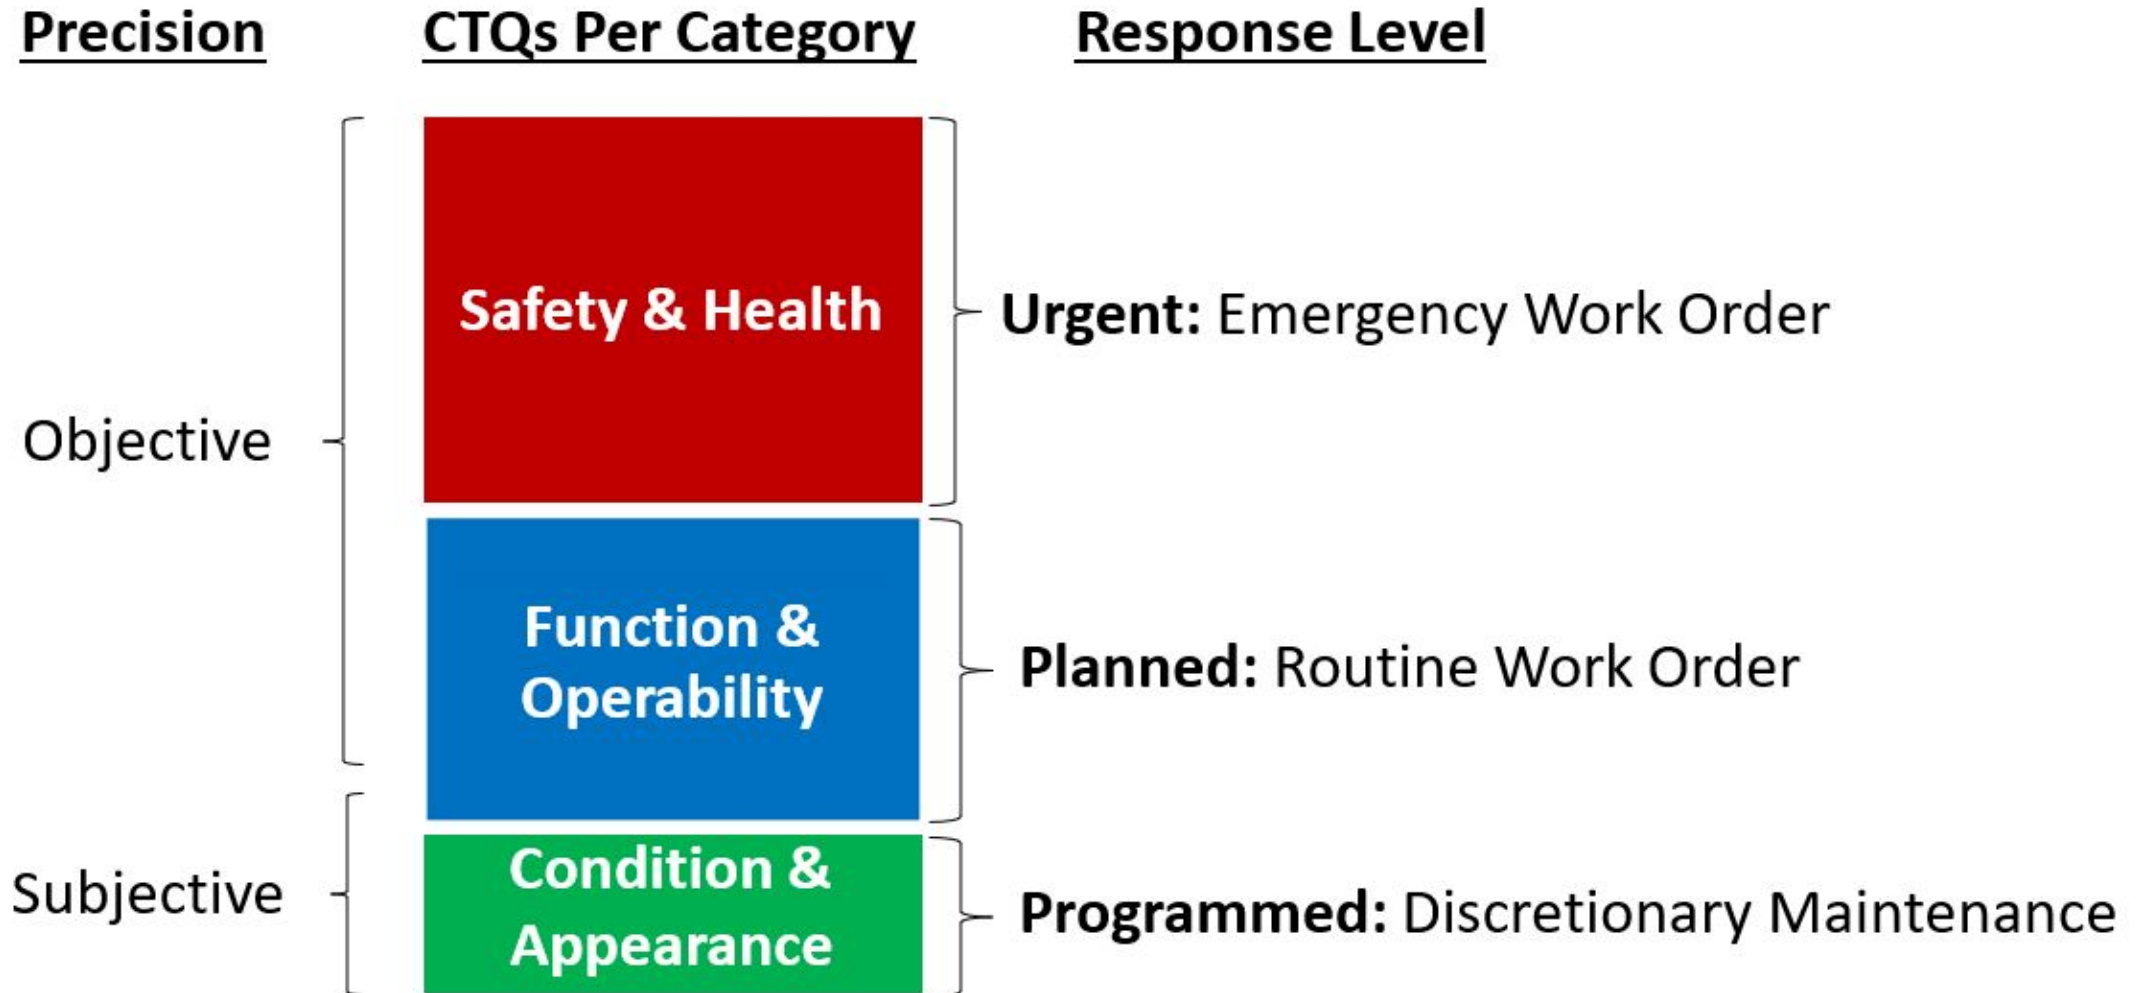 Precision
CTQs Per Category
Response Level
Safety & Health
Urgent: Emergency Work Order
Objective
Function &
Operability
Planned: Routine Work Order
Subjective
Condition &
Appearance
Programmed: Discretionary Maintenance